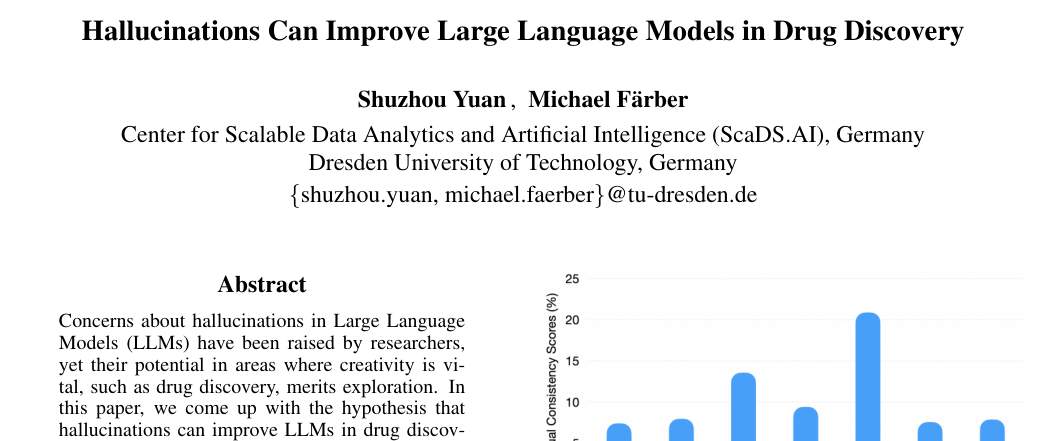 Hallucinations Can Improve Large Language Models in Drug Discovery
Shuzhou Yuan , Michael Färber
Center for Scalable Data Analytics and Artificial Intelligence (ScaDS.AI), Germany
Dresden University of Technology, Germany
{shuzhou.yuan, michael.faerber}@tu-dresden.de
Abstract
Concerns about hallucinations in Large Language
Models (LLMs) have been raised by researchers,
yet their potential in areas where creativity is vi-
tal, such as drug discovery, merits exploration. In
this paper, we come up with the hypothesis that
hallucinations can improve LLMs in drug discov-
25
20
15
10
Consistency Scores (%)